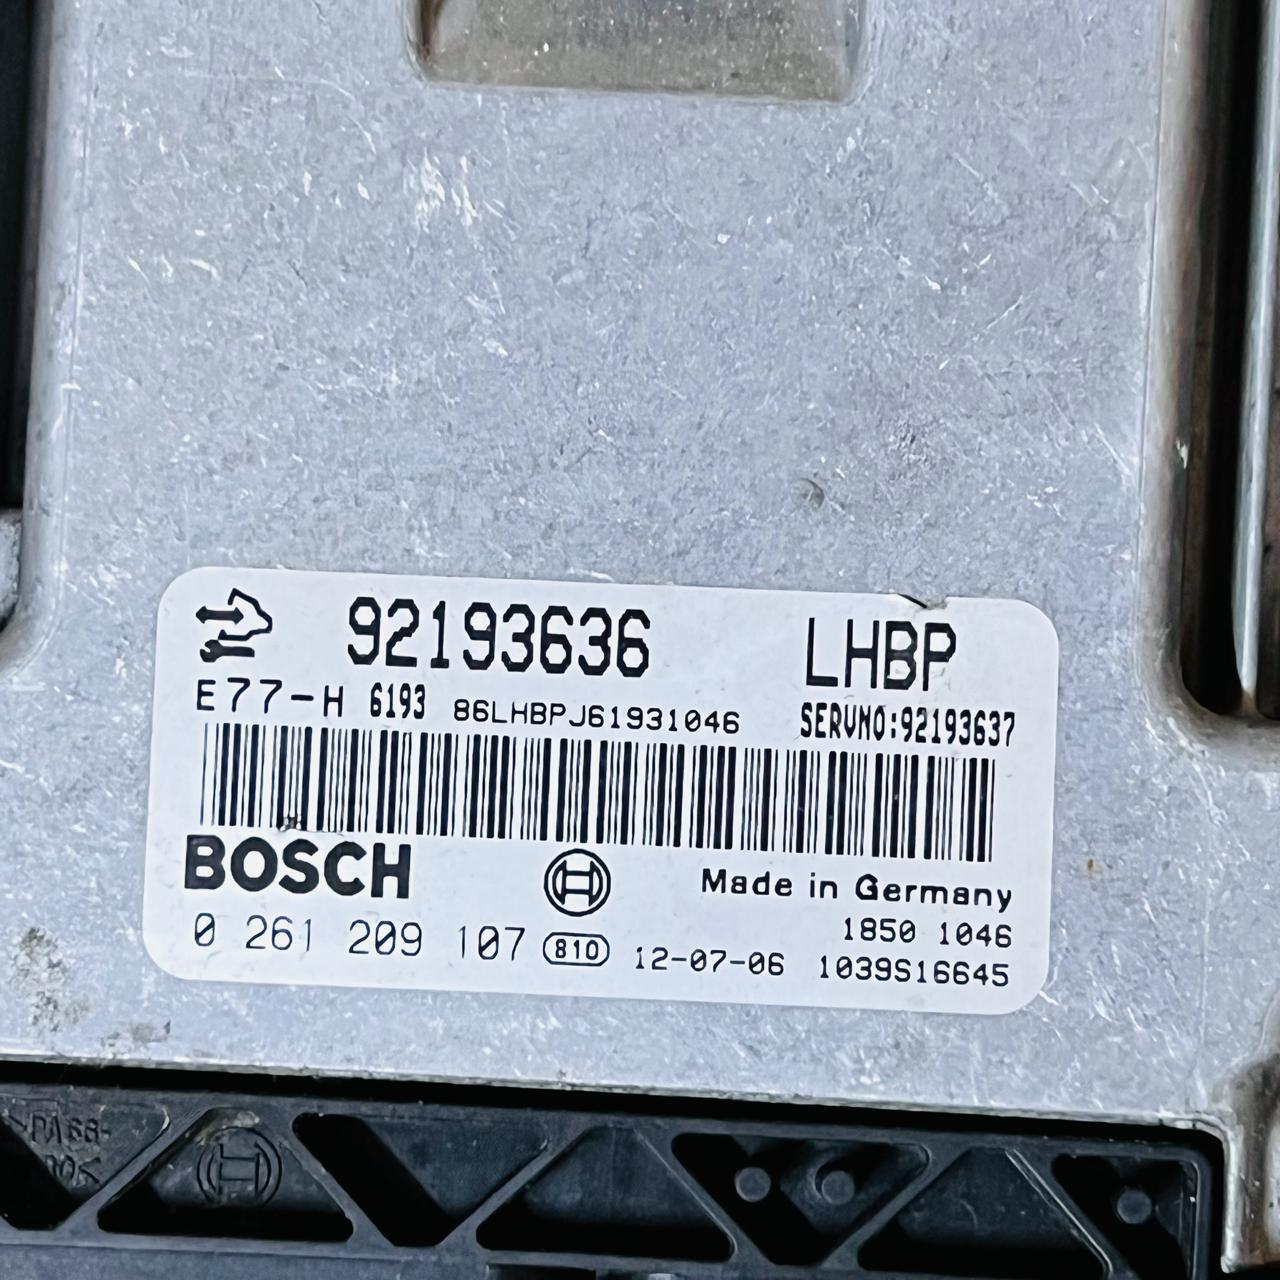 92193636 LHBP
E77-H 6193 86LHBPJ61931046 SERVNO:92193637
BOSCH
Made in Germany
1850 1046
0 261 209 107 810 12-07-06 1039S16645